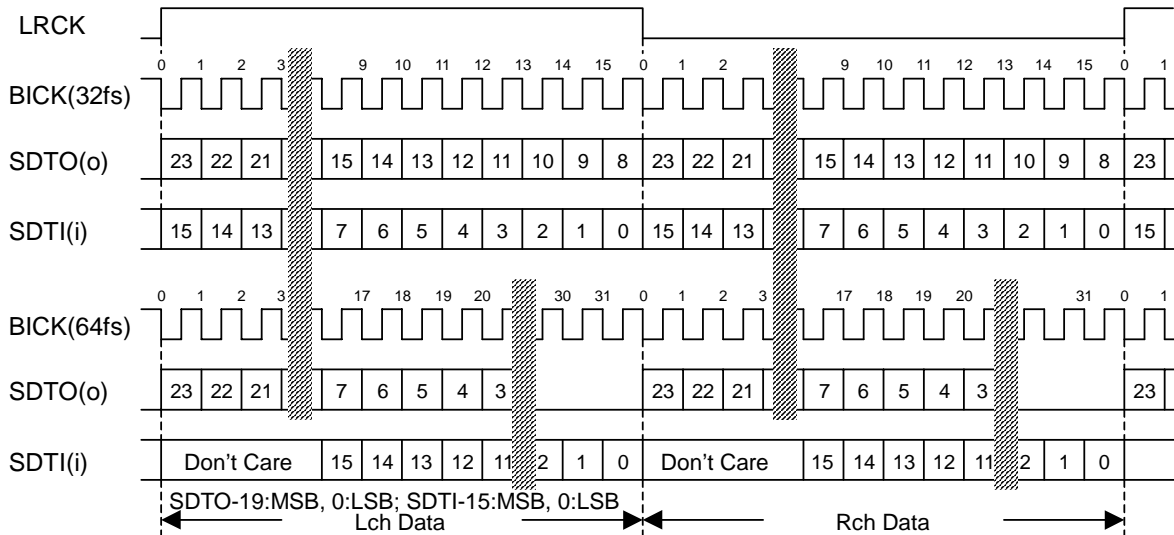 LRCK
0 1 2 3 9 10 11 12 13 14 15 0 1 2 9 10 11 12 13 14 15 0 1
BICK(32fs)
SDTO(o) 23 22 21 15 14 13 12 11 10 9 8 23 22 21 15 14 13 12 11 10 9 8 23
SDTI(i) 15 14 13 7 6 5 4 3 2 1 0 15 14 13 7 6 5 4 3 2 1 0 15
0 1 2 3 17 18 19 20 30 31 0 1 2 3 17 18 19 20 31 0 1
BICK(64fs)
SDTO(o) 23 22 21 7 6 5 4 3 23 22 21 7 6 5 4 3 23
SDTI(i) Don't Care 15 14 13 12 11 2 1 0 Don't Care 15 14 13 12 11 2 1 0
SDTO-19:MSB, 0:LSB; SDTI-15:MSB, 0:LSB
Lch Data Rch Data